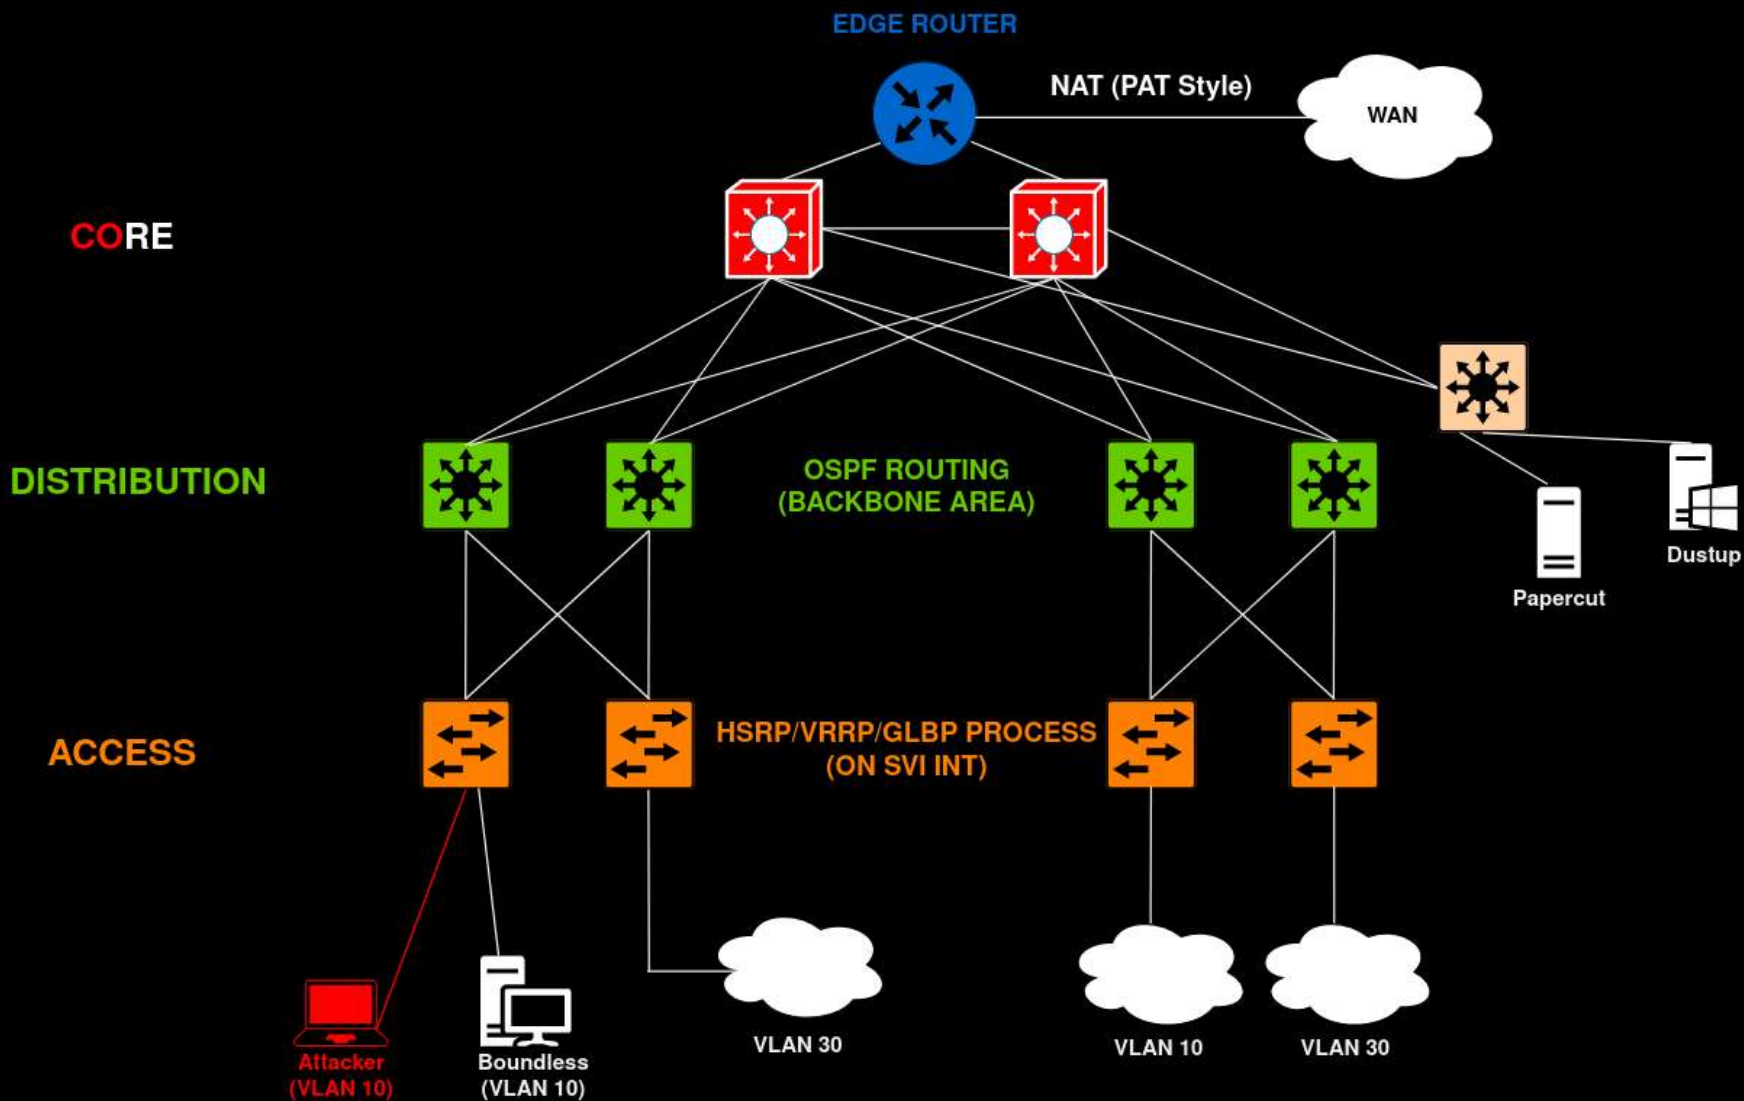 EDGE ROUTER
NAT (PAT Style)
WAN
CORE
DISTRIBUTION
OSPF ROUTING
(BACKBONE AREA)
Dustup
Papercut
ACCESS
HSRP/VRRP/GLBP PROCESS
(ON SVI INT)
Attacker
(VLAN 10)
Boundless
(VLAN 10)
VLAN 30
VLAN 10
VLAN 30